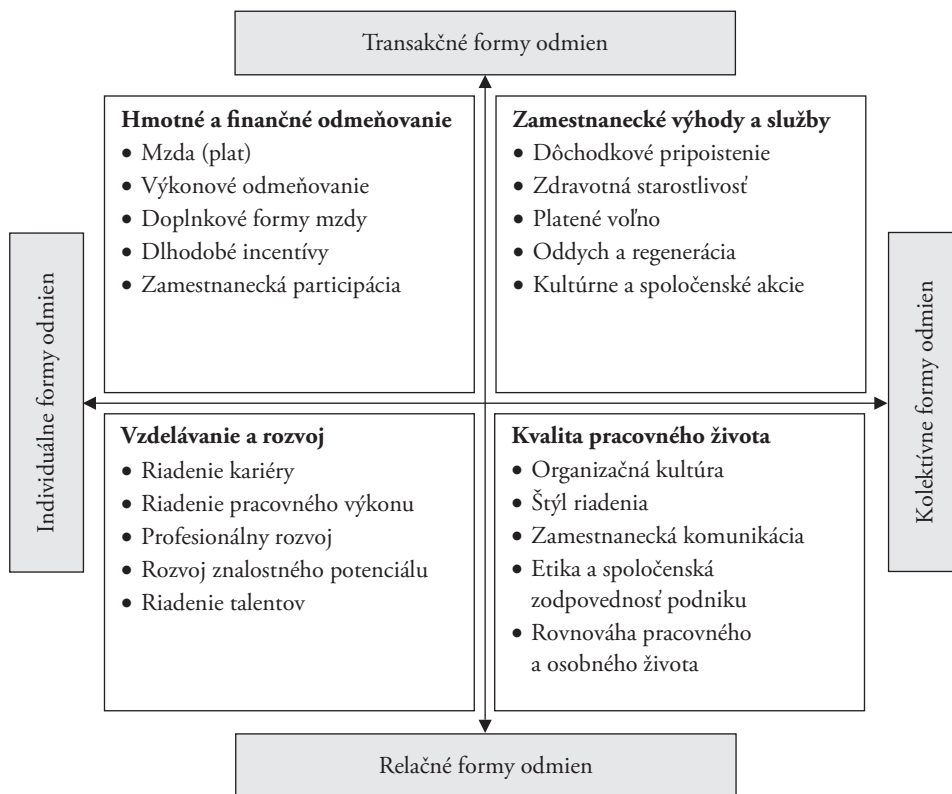 Transakčné formy odmien
Hmotné a finančné odmeňovanie
• Mzda (plat)
• Výkonové odmeňovanie
• Doplnkové formy mzdy
• Dlhodobé incentívy
• Zamestnanecká participácia
Zamestnanecké výhody a služby
• Dôchodkové pripoistenie
• Zdravotná starostlivosť
• Platené voľno
• Oddych a regenerácia
• Kultúrne a spoločenské akcie
Individuálne formy odmien
Kolektívne formy odmien
Vzdelávanie a rozvoj
• Riadenie kariéry
• Riadenie pracovného výkonu
• Profesionálny rozvoj
• Rozvoj znalostného potenciálu
• Riadenie talentov
Kvalita pracovného života
• Organizačná kultúra
• Štýl riadenia
• Zamestnanecká komunikácia
• Etika a spoločenská
zodpovednosť podniku
• Rovnováha pracovného
a osobného života
Relačné formy odmien